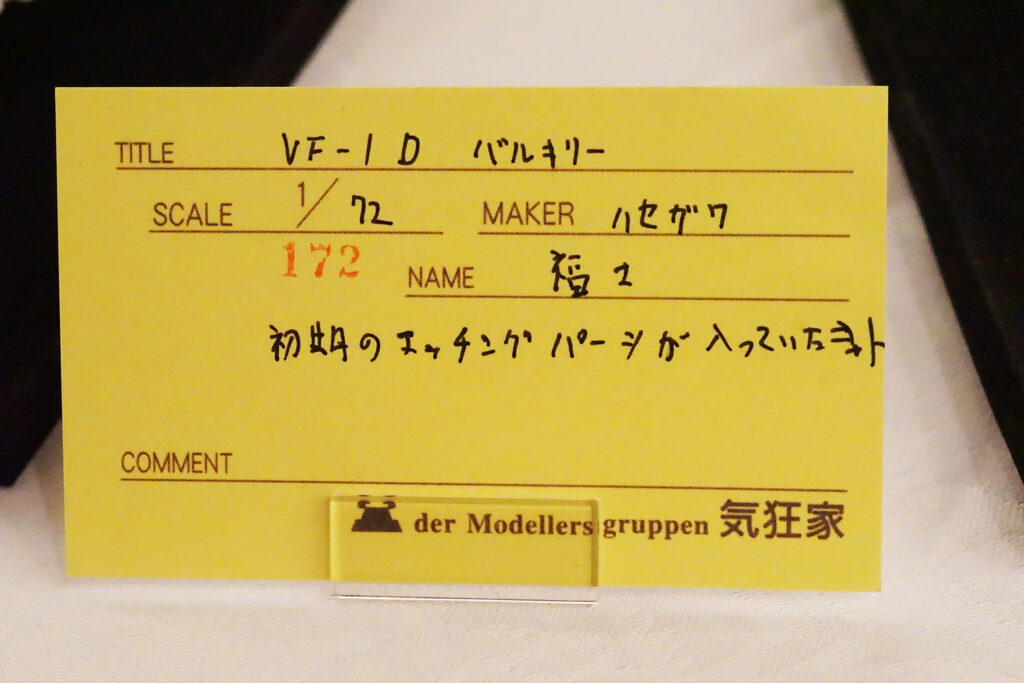 TITLE VF-1D バルキリー
SCALE 1/72 MAKER ハセガワ
172 NAME 福士
初期のエッチングパーツが入っていたキット
COMMENT
der Modellers gruppen 気狂家